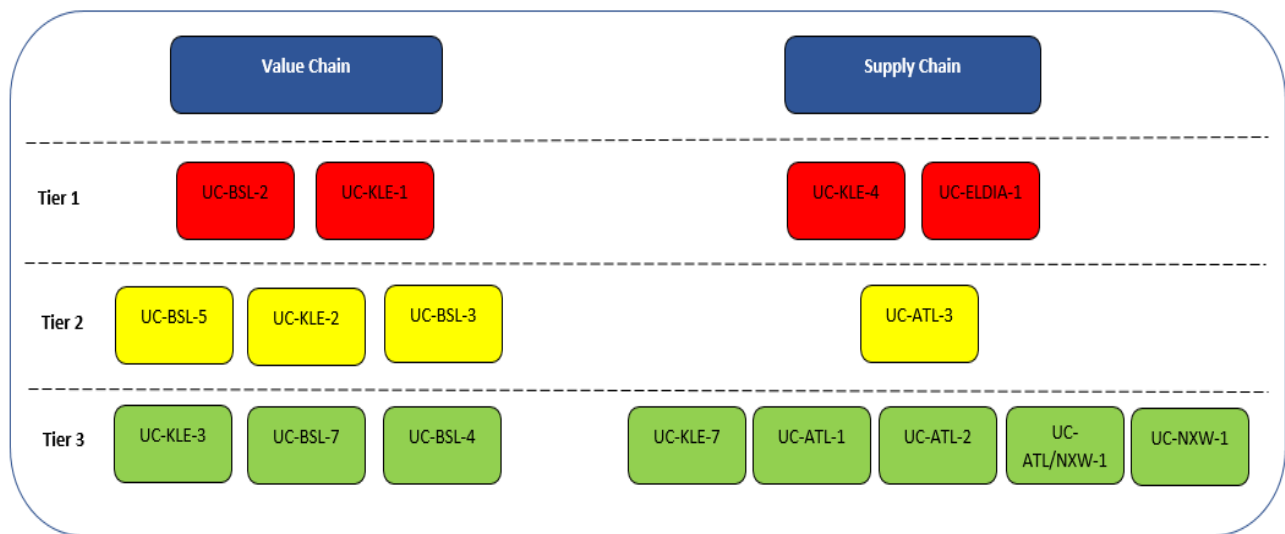 Value Chain
Supply Chain
Tier 1
UC-BSL-2
UC-KLE-1
UC-KLE-4
UC-ELDIA-1
Tier 2
UC-BSL-5
UC-KLE-2
UC-BSL-3
UC-ATL-3
Tier 3
UC-KLE-3
UC-BSL-7
UC-BSL-4
UC-KLE-7
UC-ATL-1
UC-ATL-2
UC-
ATL/NXW-1
UC-NXW-1